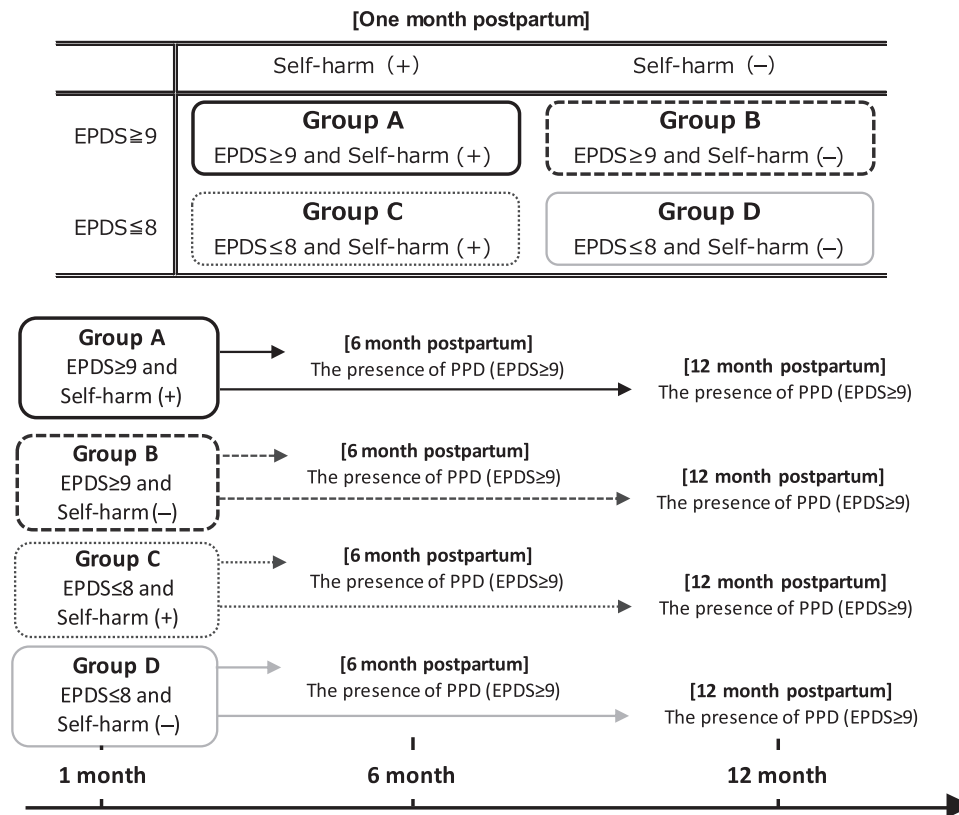 [One month postpartum]
Self-harm（+） Self-harm（−）
EPDS≧9
Group A
EPDS≥9 and Self-harm (+)
Group B
EPDS≥9 and Self-harm (−)
EPDS≦8
Group C
EPDS≤8 and Self-harm (+)
Group D
EPDS≤8 and Self-harm (−)
Group A
EPDS≥9 and
Self-harm (+)
[6 month postpartum]
The presence of PPD (EPDS≥9)
[12 month postpartum]
The presence of PPD (EPDS≥9)
Group B
EPDS≥9 and
Self-harm (−)
[6 month postpartum]
The presence of PPD (EPDS≥9)
[12 month postpartum]
The presence of PPD (EPDS≥9)
Group C
EPDS≤8 and
Self-harm (+)
[6 month postpartum]
The presence of PPD (EPDS≥9)
[12 month postpartum]
The presence of PPD (EPDS≥9)
Group D
EPDS≤8 and
Self-harm (−)
[6 month postpartum]
The presence of PPD (EPDS≥9)
[12 month postpartum]
The presence of PPD (EPDS≥9)
1 month 6 month 12 month